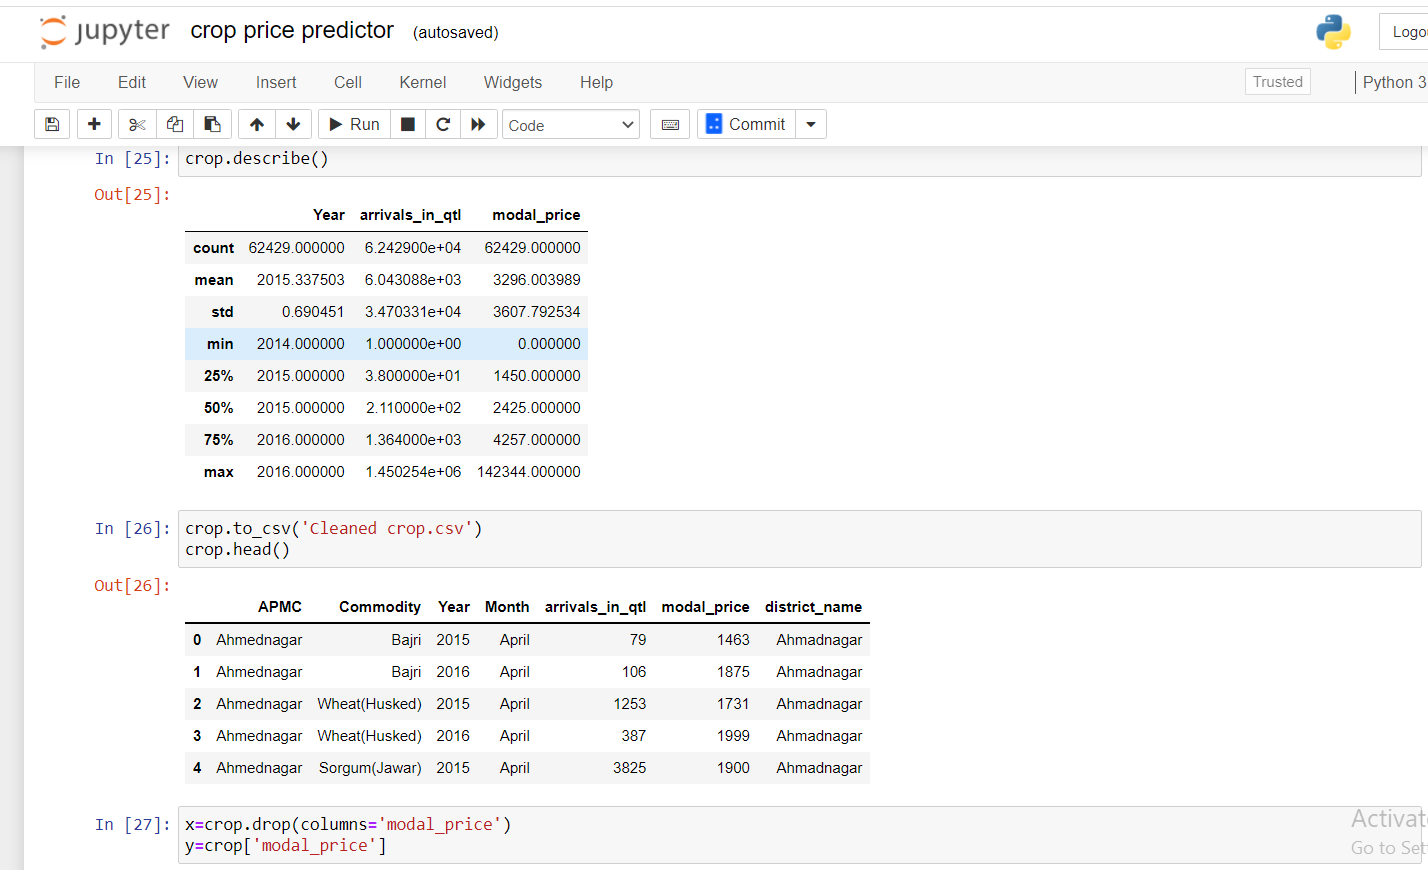 jupyter crop price predictor (autosaved)
File Edit View Insert Cell Kernel Widgets Help Trusted Python 3
Run Code Commit
In [25]: crop.describe()
Out[25]:
Year arrivals_in_qtl modal_price
count 62429.000000 6.242900e+04 62429.000000
mean 2015.337503 6.043088e+03 3296.003989
std 0.690451 3.470331e+04 3607.792534
min 2014.000000 1.000000e+00 0.000000
25% 2015.000000 3.800000e+01 1450.000000
50% 2015.000000 2.110000e+02 2425.000000
75% 2016.000000 1.364000e+03 4257.000000
max 2016.000000 1.450254e+06 142344.000000
In [26]: crop.to_csv('Cleaned crop.csv')
crop.head()
Out[26]:
APMC Commodity Year Month arrivals_in_qtl modal_price district_name
0 Ahmednagar Bajri 2015 April 79 1463 Ahmadnagar
1 Ahmednagar Bajri 2016 April 106 1875 Ahmadnagar
2 Ahmednagar Wheat(Husked) 2015 April 1253 1731 Ahmadnagar
3 Ahmednagar Wheat(Husked) 2016 April 387 1999 Ahmadnagar
4 Ahmednagar Sorgum(Jawar) 2015 April 3825 1900 Ahmadnagar
In [27]: x=crop.drop(columns='modal_price')
y=crop['modal_price']
Go to